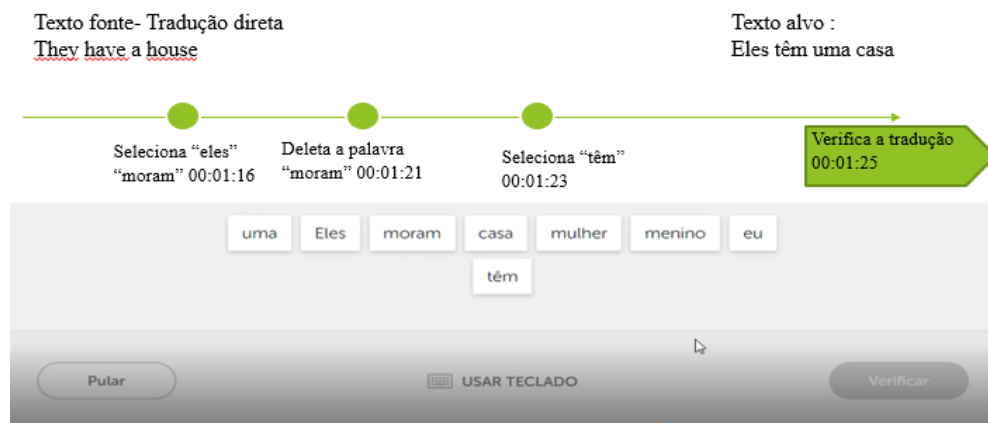 Texto fonte- Tradução direta
They have a house
Texto alvo :
Eles têm uma casa
Seleciona “eles”
“moram” 00:01:16
Deleta a palavra
“moram” 00:01:21
Seleciona “têm”
00:01:23
Verifica a tradução
00:01:25
uma Eles moram casa mulher menino eu
têm
Pular USAR TECLADO Verificar